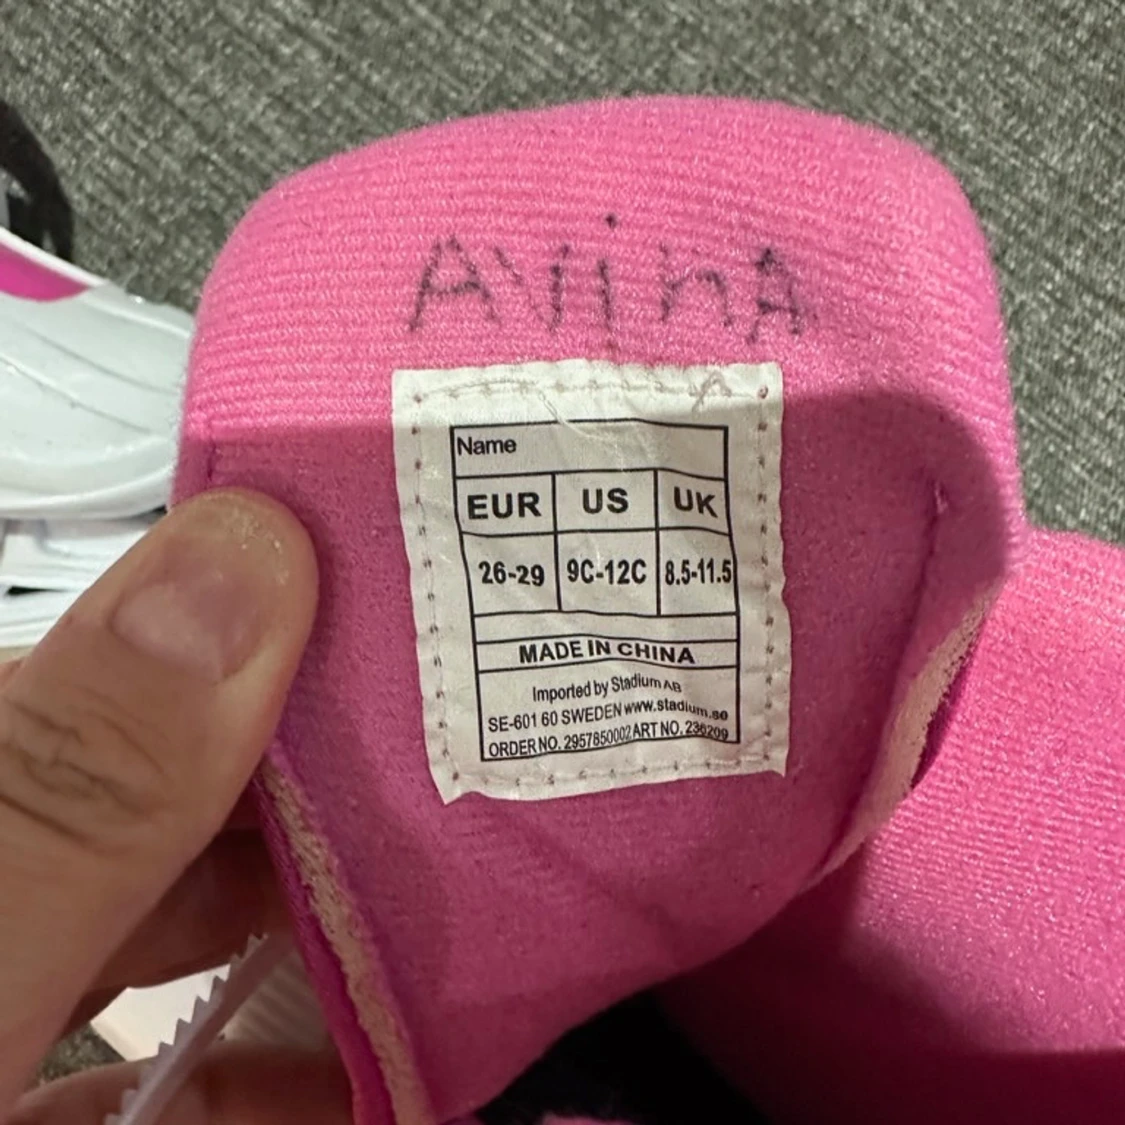 AVinA
Name
EUR US UK
26-29 9C-12C 8.5-11.5
MADE IN CHINA
Imported by Stadium AB
SE-601 60 SWEDEN www.stadium.se
ORDER NO. 2957850002 ART NO. 236209